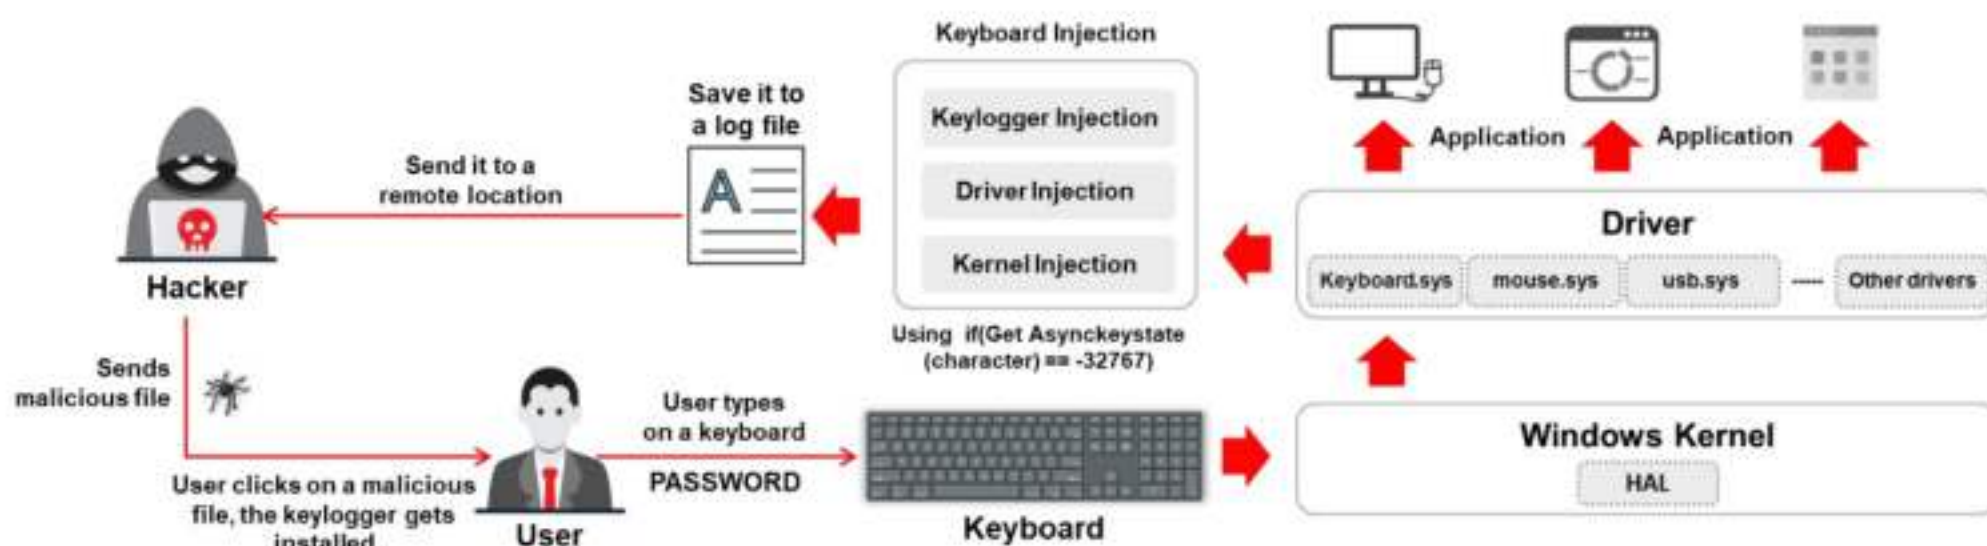 Keyboard Injection
Save it to
a log file
Keylogger Injection
Driver Injection
Kernel Injection
Using if(Get Asynckeystate
(character) == -32767)
Send it to a
remote location
Hacker
Sends
malicious file
User clicks on a malicious
file, the keylogger gets
installed
User
User types
on a keyboard
PASSWORD
Keyboard
Application
Application
Driver
Keyboard.sys
mouse.sys
usb.sys
-----
Other drivers
Windows Kernel
HAL